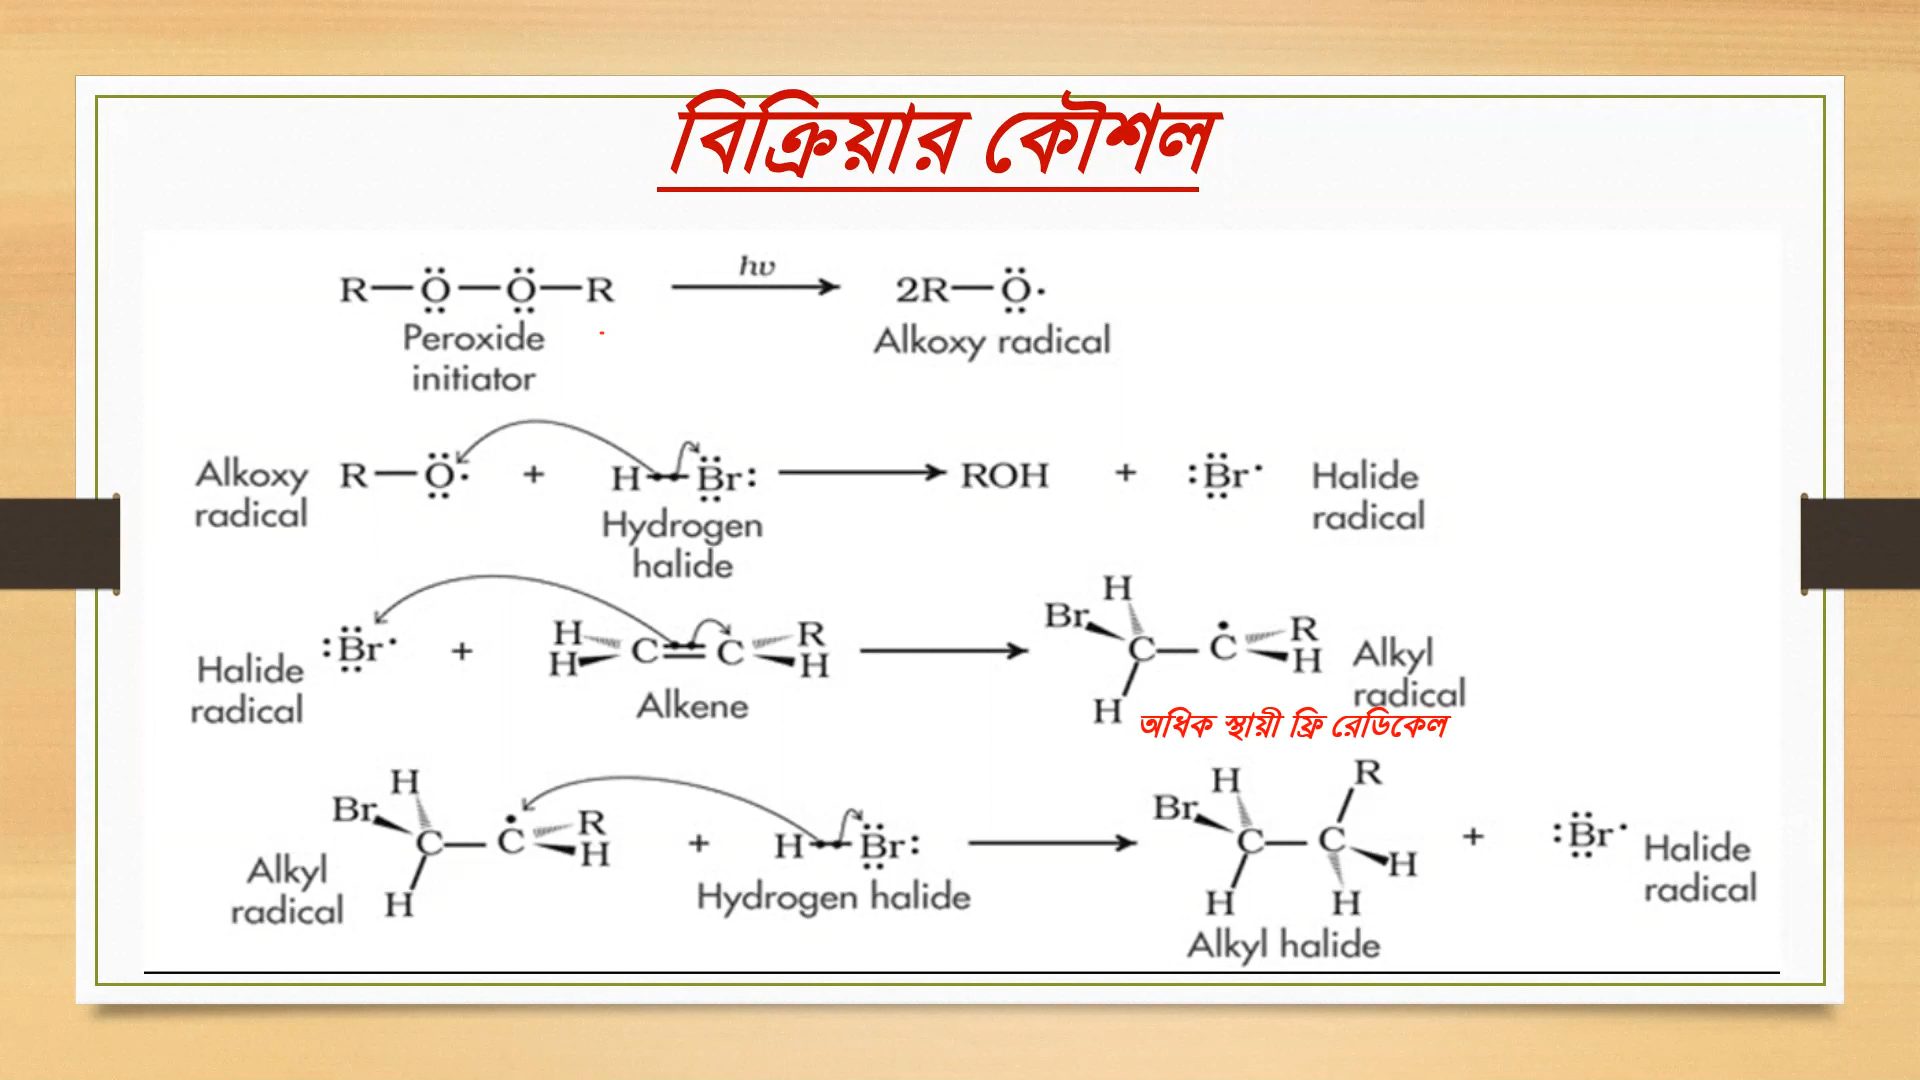 বিক্রিয়ার কৌশল
R—Ö—Ö—R hυ 2R—Ö·
Peroxide initiator Alkoxy radical
Alkoxy radical R—Ö· + H—Br: ROH + :Br· Halide radical
Hydrogen halide
Halide radical :Br· + H H C=C R H Br H H C—Ċ R H Alkyl radical
Alkene
অধিক স্থায়ী ফ্রি রেডিকেল
Alkyl radical Br H H C—Ċ R H + H—Br: Br H H C—C R H H + :Br· Halide radical
Hydrogen halide
Alkyl halide